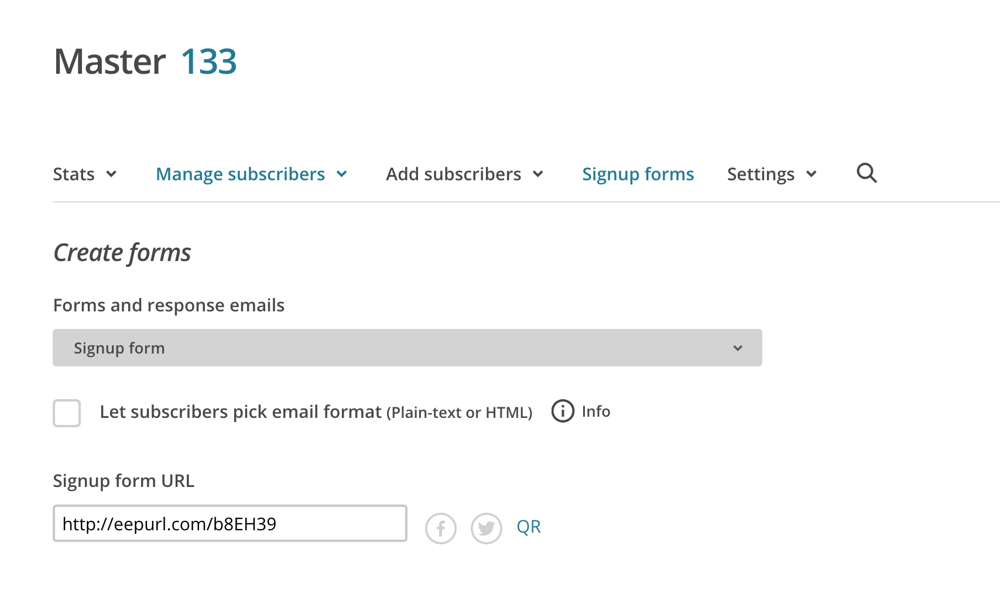 Master 133
Stats Manage subscribers Add subscribers Signup forms Settings
Create forms
Forms and response emails
Signup form
Let subscribers pick email format (Plain-text or HTML) Info
Signup form URL
http://eepurl.com/b8EH39 QR